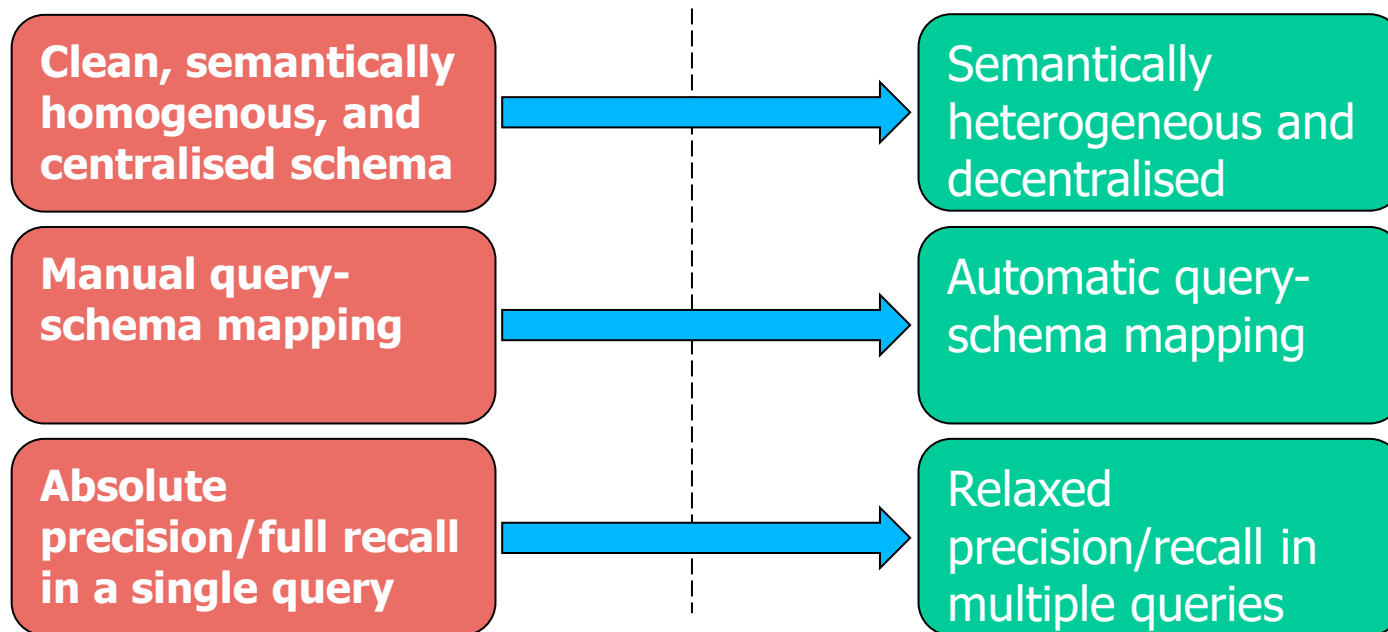 Clean, semantically
homogenous, and
centralised schema
Semantically
heterogeneous and
decentralised
Manual query-
schema mapping
Automatic query-
schema mapping
Absolute
precision/full recall
in a single query
Relaxed
precision/recall in
multiple queries